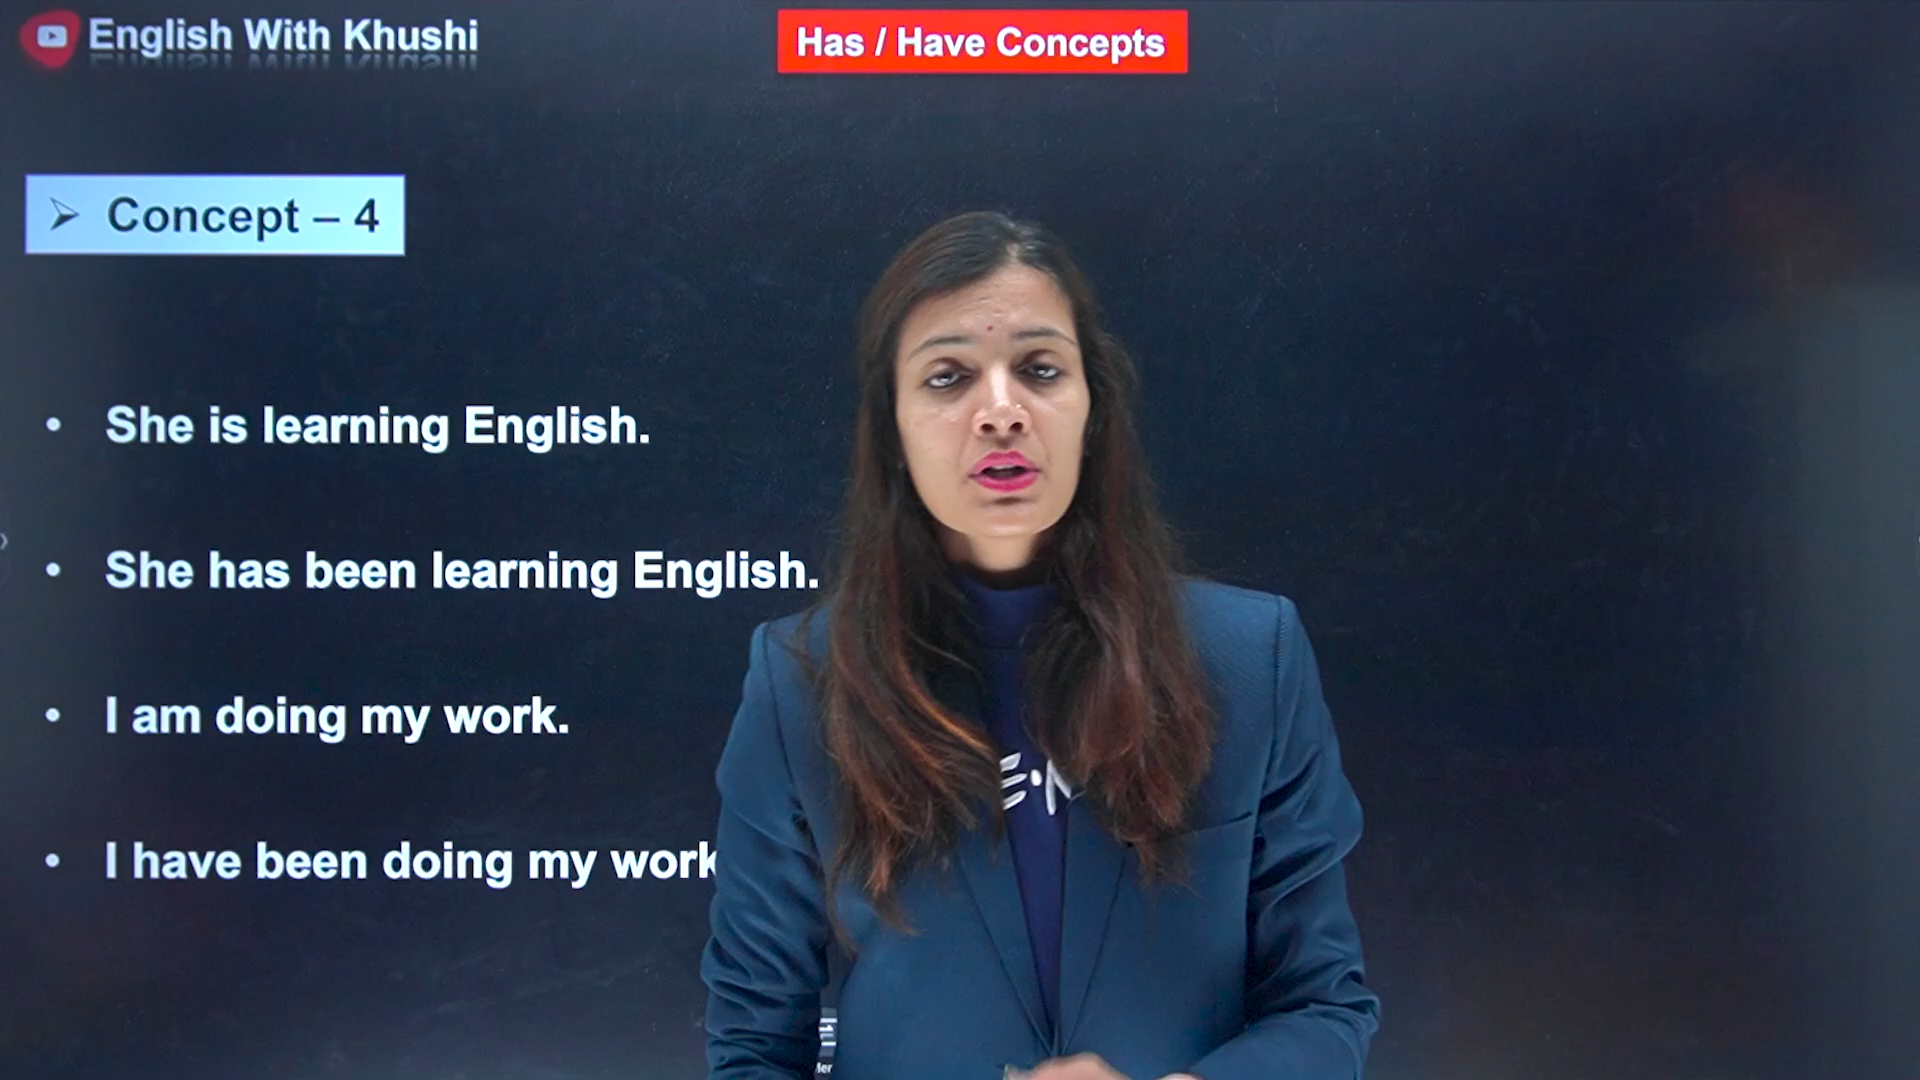 English With Khushi
Has / Have Concepts
Concept – 4
She is learning English.
She has been learning English.
I am doing my work.
I have been doing my work